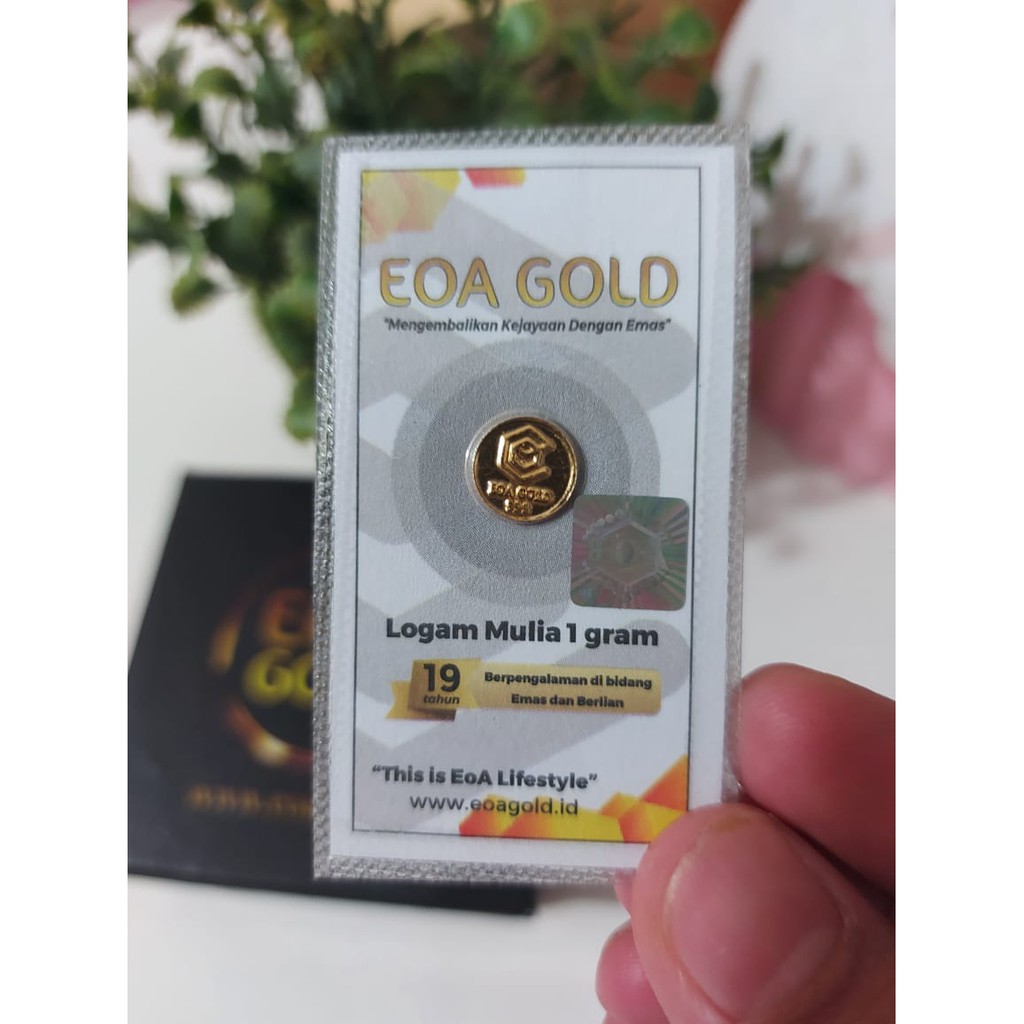 EOA GOLD
"Mengembalikan Kejayaan Dengan Emas"
EOA GOLD
Logam Mulia 1 gram
19
tahun
Berpengalaman di bidang
Emas dan Berlian
"This is EoA Lifestyle"
www.eoagold.id